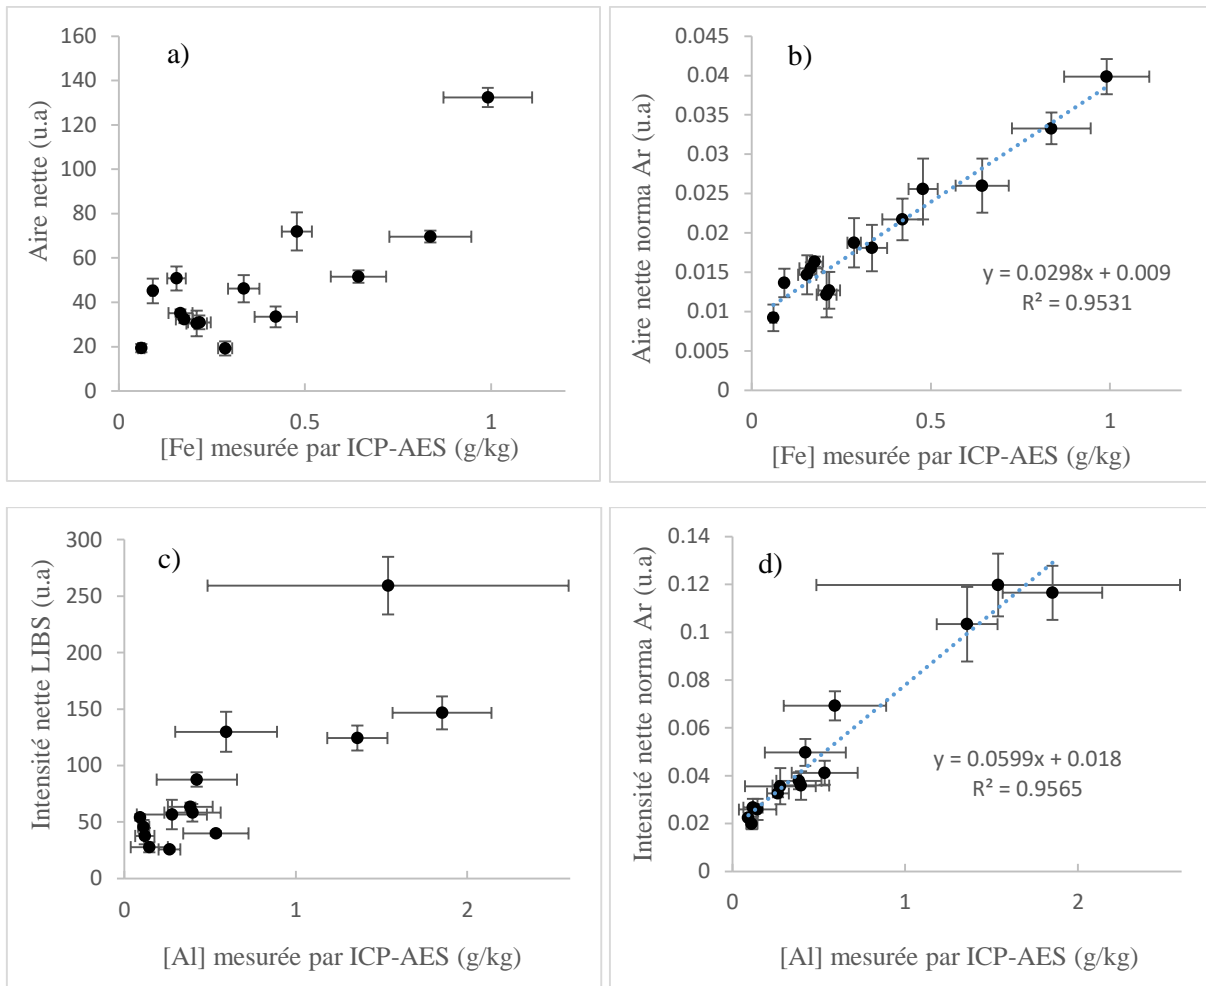 a)
Aire nette (u.a)
160
140
120
100
80
60
40
20
0
0
0.5
1
[Fe] mesurée par ICP-AES (g/kg)
b)
Aire nette norma Ar (u.a)
0.045
0.04
0.035
0.03
0.025
0.02
0.015
0.01
0.005
0
y = 0.0298x + 0.009
R² = 0.9531
0
0.5
1
[Fe] mesurée par ICP-AES (g/kg)
c)
Intensité nette LIBS (u.a)
300
250
200
150
100
50
0
0
1
2
[Al] mesurée par ICP-AES (g/kg)
d)
Intensité nette norma Ar (u.a)
0.14
0.12
0.1
0.08
0.06
0.04
0.02
0
y = 0.0599x + 0.018
R² = 0.9565
0
1
2
[Al] mesurée par ICP-AES (g/kg)